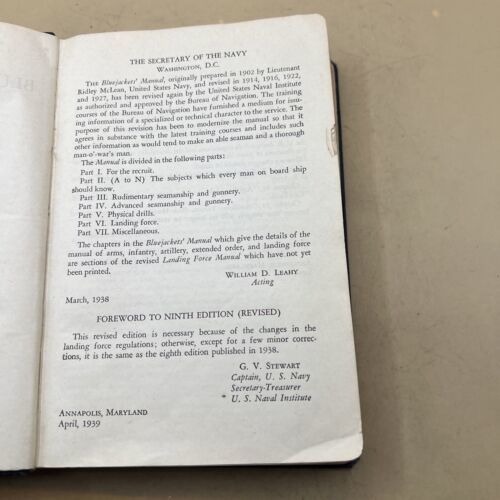 THE SECRETARY OF THE NAVY
WASHINGTON, D.C.
The Bluejackets' Manual, originally prepared in 1902 by Lieutenant
Ridley McLean, United States Navy, and revised in 1914, 1916, 1922,
and 1927, has been revised again by the United States Naval Institute
as authorized and approved by the Bureau of Navigation. The training
courses of the Bureau of Navigation have furnished a medium for issu-
ing information of a specialized or technical character to the service. The
purpose of this revision has been to modernize the manual so that it
agrees in substance with the latest training courses and includes such
other information as would tend to make an able seaman and a thorough
man-o'-war's man.
The Manual is divided in the following parts:
Part I. For the recruit.
Part II. (A to N) The subjects which every man on board ship
should know.
Part III. Rudimentary seamanship and gunnery.
Part IV. Advanced seamanship and gunnery.
Part V. Physical drills.
Part VI. Landing force.
Part VII. Miscellaneous.
The chapters in the Bluejackets' Manual which give the details of the
manual of arms, infantry, artillery, extended order, and landing force
are sections of the revised Landing Force Manual which have not yet
been printed.
WILLIAM D. LEAHY
Acting
March, 1938
FOREWORD TO NINTH EDITION (REVISED)
This revised edition is necessary because of the changes in the
landing force regulations; otherwise, except for a few minor correc-
tions, it is the same as the eighth edition published in 1938.
G. V. STEWART
Captain, U. S. Navy
Secretary-Treasurer
U. S. Naval Institute
ANNAPOLIS, MARYLAND
April, 1939